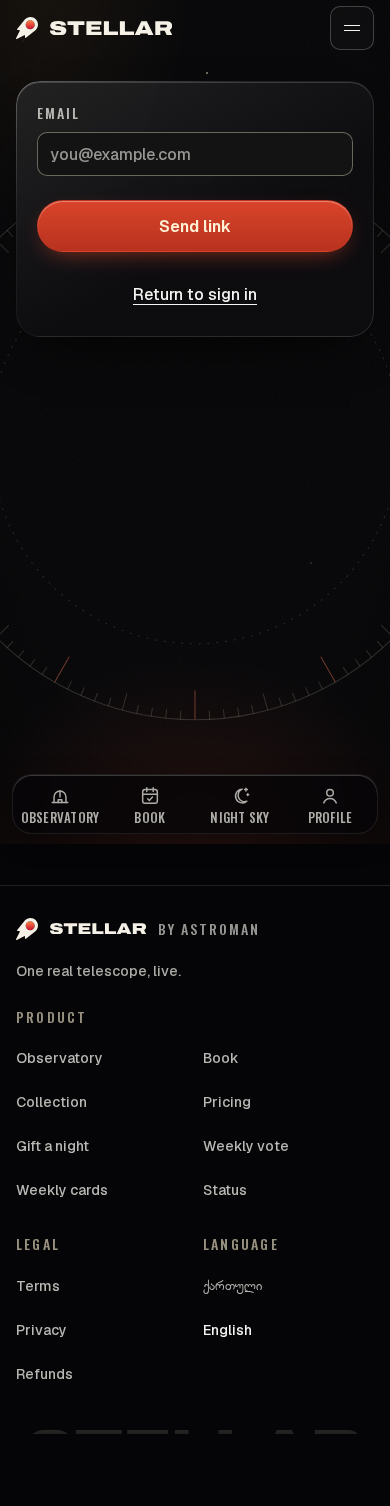 STELLAR
EMAIL
you@example.com
Send link
Return to sign in
OBSERVATORY BOOK NIGHT SKY PROFILE
STELLAR BY ASTROMAN
One real telescope, live.
PRODUCT
Observatory Book
Collection Pricing
Gift a night Weekly vote
Weekly cards Status
LEGAL LANGUAGE
Terms ქართული
Privacy English
Refunds